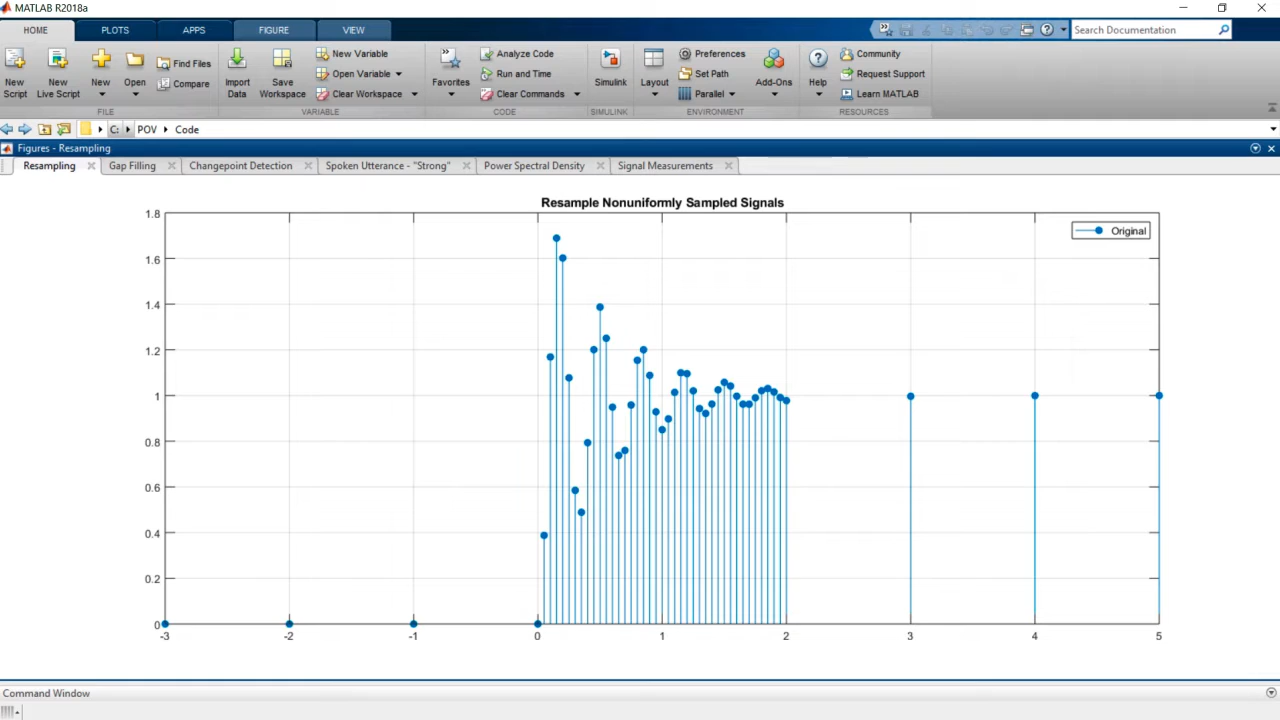 MATLAB R2018a
HOME PLOTS APPS FIGURE VIEW Search Documentation
New Script
New Live Script
New
Open
Find Files
Compare
FILE
Import Data
Save Workspace
New Variable
Open Variable
Clear Workspace
VARIABLE
Favorites
Analyze Code
Run and Time
Clear Commands
CODE
Simulink
SIMULINK
Layout
Preferences
Set Path
Parallel
Add-Ons
ENVIRONMENT
Help
Community
Request Support
Learn MATLAB
RESOURCES
C: POV Code
Figures - Resampling
Resampling Gap Filling Changepoint Detection Spoken Utterance - "Strong" Power Spectral Density Signal Measurements
Resample Nonuniformly Sampled Signals
Original
1.8
1.6
1.4
1.2
1
0.8
0.6
0.4
0.2
0
-3 -2 -1 0 1 2 3 4 5
Command Window